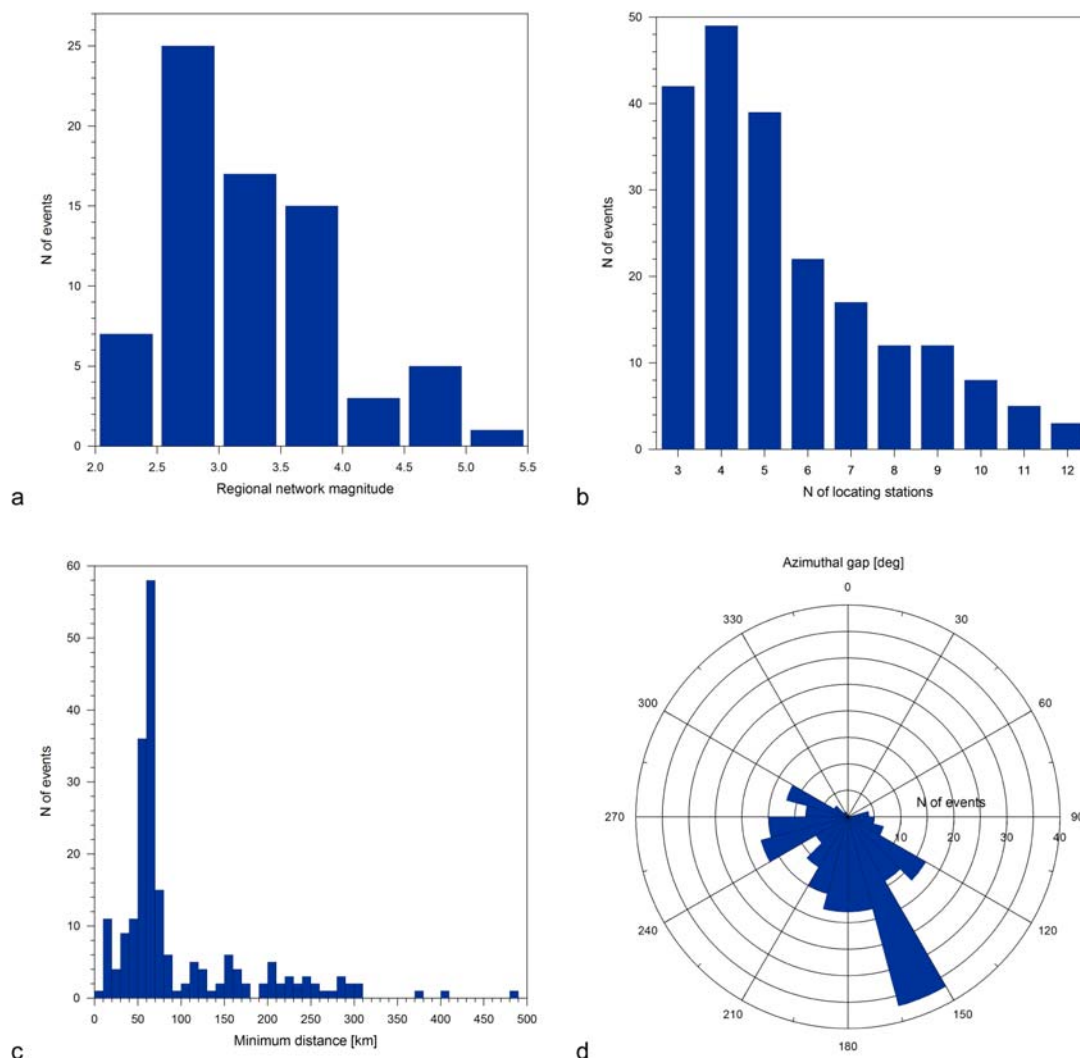 25
20
15
10
5
0
N of events
2.0 2.5 3.0 3.5 4.0 4.5 5.0 5.5
Regional network magnitude
a
50
40
30
20
10
0
N of events
3 4 5 6 7 8 9 10 11 12
N of locating stations
b
60
50
40
30
20
10
0
N of events
0 50 100 150 200 250 300 350 400 450 500
Minimum distance [km]
c
Azimuthal gap [deg]
0
330 30
300 60
N of events
270 0 10 20 30 40 90
240 120
210 150
180
d